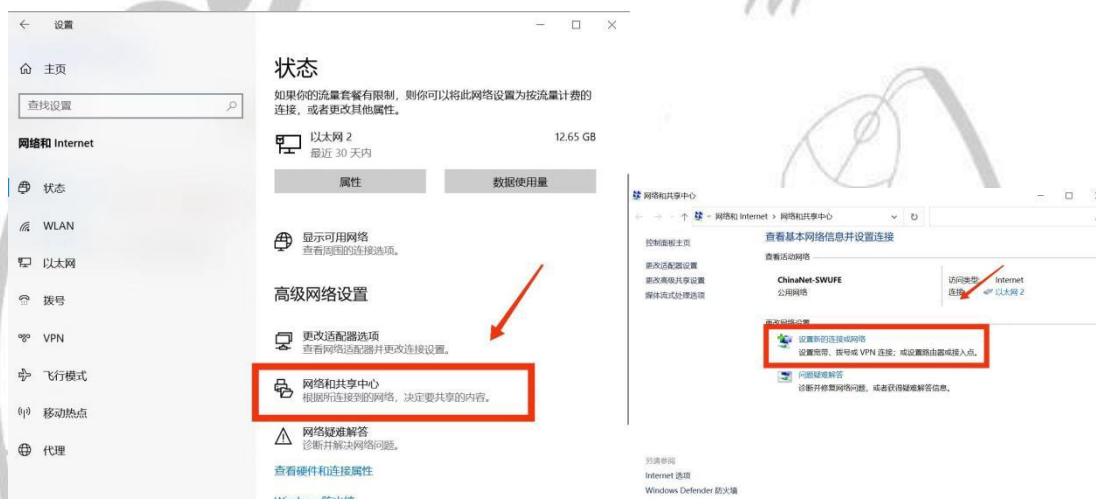 设置
主页
查找设置
网络和 Internet
状态
WLAN
以太网
拨号
VPN
飞行模式
移动热点
代理
状态
如果你的流量套餐有限制，则你可以将此网络设置为按流量计费的
连接，或者更改其他属性。
以太网 2
12.65 GB
最近 30 天内
属性
数据使用量
显示可用网络
查看周围的连接选项。
高级网络设置
更改适配器选项
查看网络适配器并更改连接设置。
网络和共享中心
根据所连接到的网络，决定要共享的内容。
网络疑难解答
诊断并解决网络问题。
查看硬件和连接属性
Windows 防火墙
网络和共享中心
网络和 Internet > 网络和共享中心
控制面板主页
更改适配器设置
更改高级共享设置
媒体流式处理选项
查看基本网络信息并设置连接
查看活动网络
ChinaNet-SWUFE
公用网络
访问类型: Internet
连接: 以太网 2
更改网络设置
设置新的连接或网络
设置宽带、拨号或 VPN 连接；或设置路由器或接入点。
问题疑难解答
诊断并修复网络问题，或者获得疑难解答信息。
另请参阅
Internet 选项
Windows Defender 防火墙